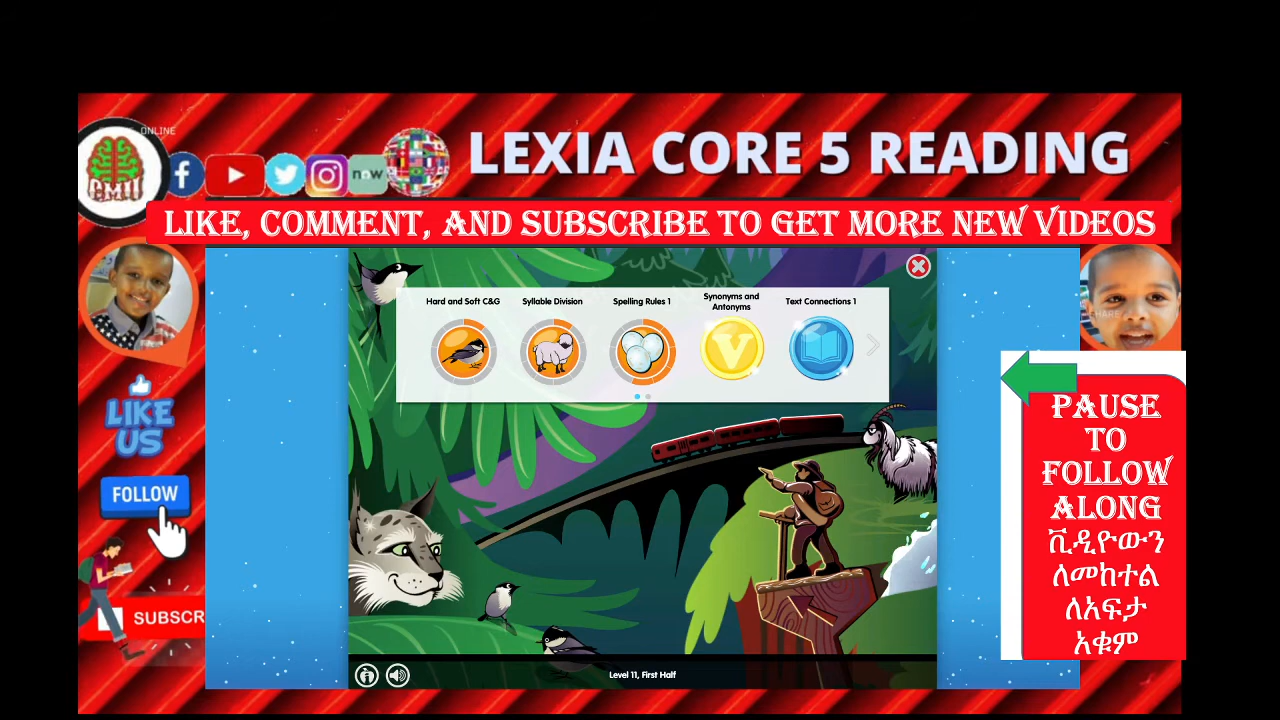 ONLINE
LEXIA CORE 5 READING
now
LIKE, COMMENT, AND SUBSCRIBE TO GET MORE NEW VIDEOS
Hard and Soft C&G
Syllable Division
Spelling Rules 1
Synonyms and
Antonyms
Text Connections 1
V
SHARE
LIKE
US
FOLLOW
SUBSCR
PAUSE
TO
FOLLOW
ALONG
ቪዲዮውን
ለመከተል
ለአፍታ
አቁም
Level 11, First Half